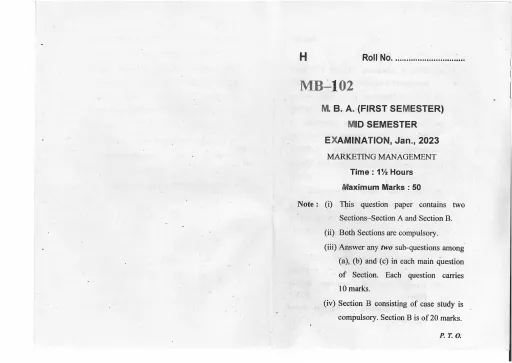 H Roll No. ..............................
MB–102
M. B. A. (FIRST SEMESTER)
MID SEMESTER
EXAMINATION, Jan., 2023
MARKETING MANAGEMENT
Time : 1½ Hours
Maximum Marks : 50
Note : (i) This question paper contains two
Sections–Section A and Section B.
(ii) Both Sections are compulsory.
(iii) Answer any two sub-questions among
(a), (b) and (c) in each main question
of Section. Each question carries
10 marks.
(iv) Section B consisting of case study is
compulsory. Section B is of 20 marks.
P. T. O.